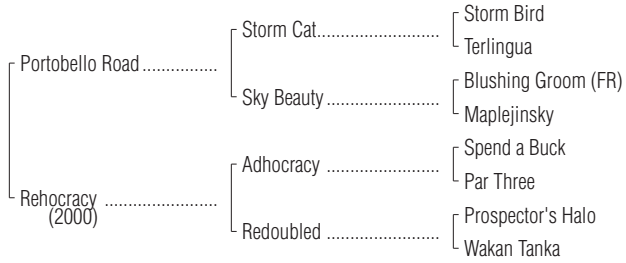 Storm Bird
Storm Cat
Terlingua
Portobello Road
Blushing Groom (FR)
Sky Beauty
Maplejinsky
Spend a Buck
Adhocracy
Par Three
Rehocracy
(2000)
Prospector's Halo
Redoubled
Wakan Tanka